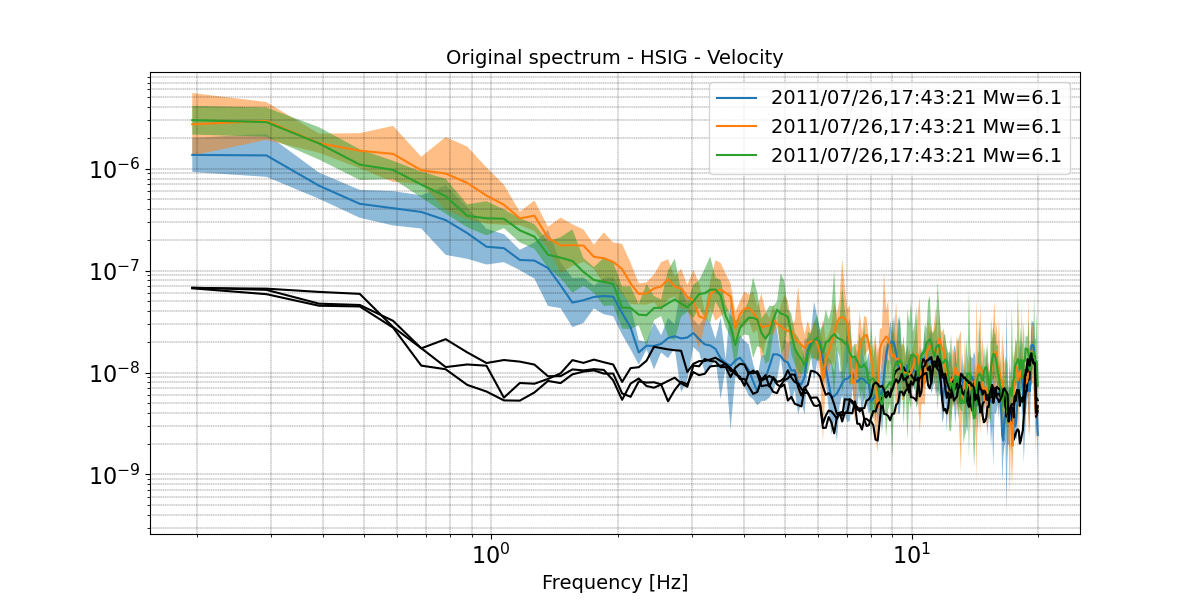 Original spectrum - HSIG - Velocity
2011/07/26,17:43:21 Mw=6.1
2011/07/26,17:43:21 Mw=6.1
2011/07/26,17:43:21 Mw=6.1
10⁻⁶
10⁻⁷
10⁻⁸
10⁻⁹
10⁰ 10¹
Frequency [Hz]